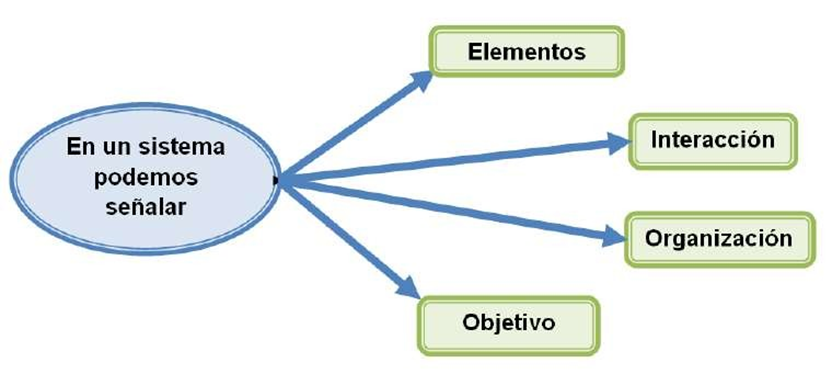 En un sistema
podemos
señalar
Elementos
Interacción
Organización
Objetivo